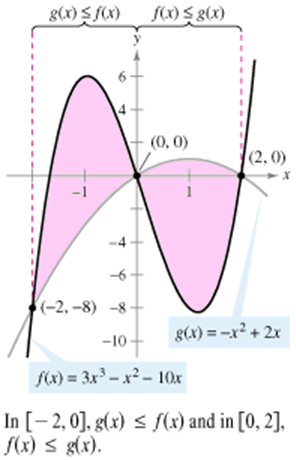 g(x) ≤ f(x) f(x) ≤ g(x)
y
6
4
(0, 0)
(2, 0)
x
−1
1
−4
−6
(−2, −8)
−8
−10
g(x) = −x² + 2x
f(x) = 3x³ − x² − 10x
In [− 2, 0], g(x) ≤ f(x) and in [0, 2],
f(x) ≤ g(x).